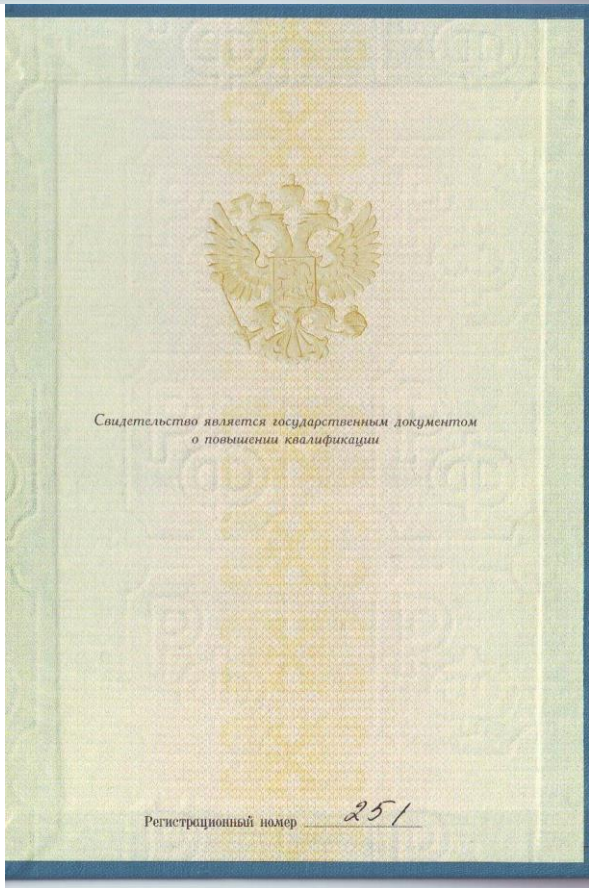 Свидетельство является государственным документом
о повышении квалификации
Регистрационный номер 251